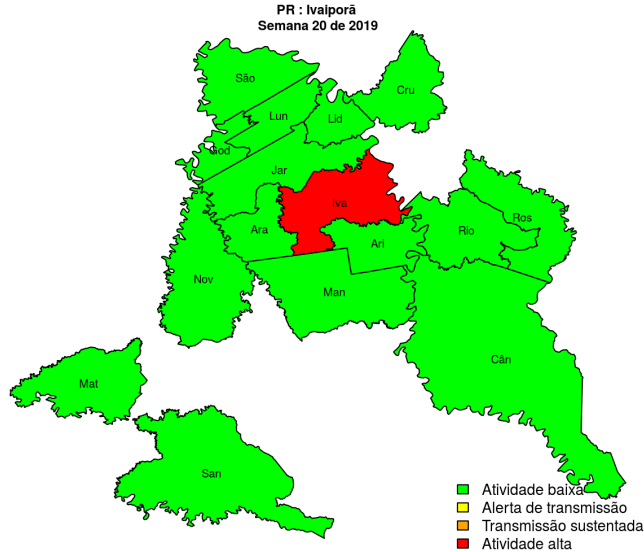 PR : Ivaiporã
Semana 20 de 2019
São
Cru
Lun
Lid
God
Jar
Iva
Ros
Ara
Rio
Ari
Nov
Man
Cân
Mat
San
Atividade baixa
Alerta de transmissão
Transmissão sustentada
Atividade alta